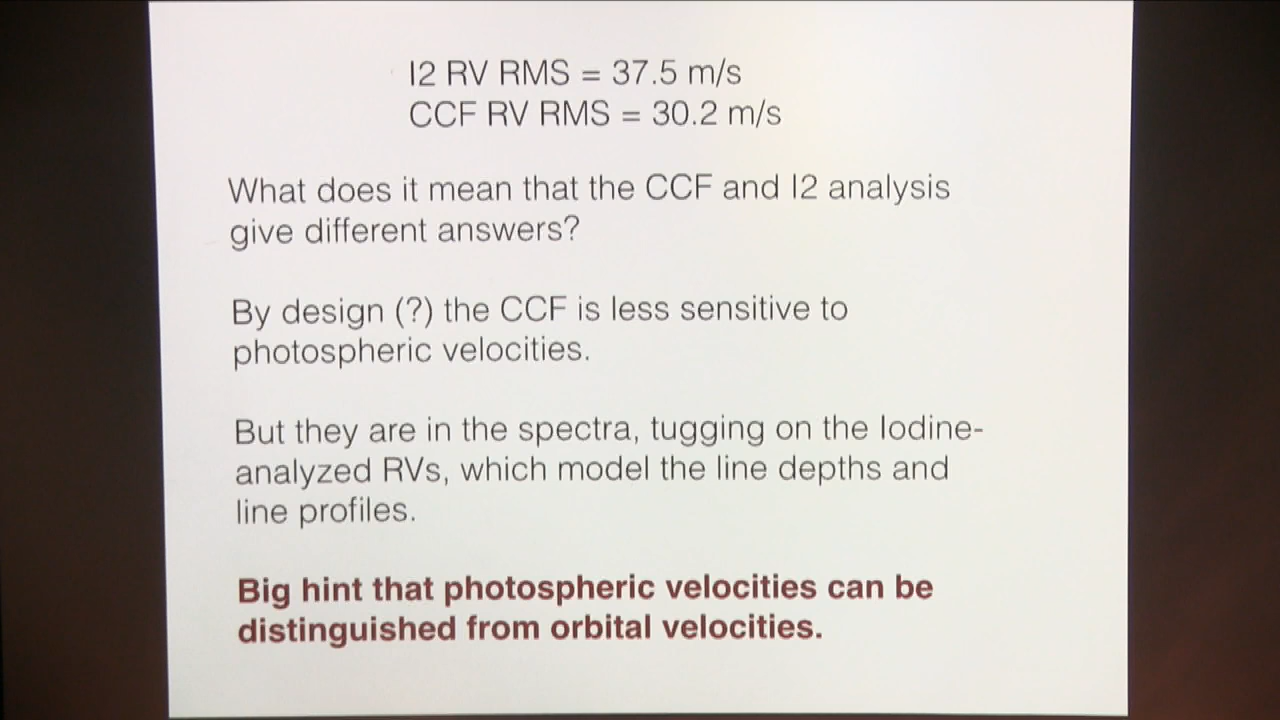 I2 RV RMS = 37.5 m/s
CCF RV RMS = 30.2 m/s
What does it mean that the CCF and I2 analysis
give different answers?
By design (?) the CCF is less sensitive to
photospheric velocities.
But they are in the spectra, tugging on the Iodine-
analyzed RVs, which model the line depths and
line profiles.
Big hint that photospheric velocities can be
distinguished from orbital velocities.